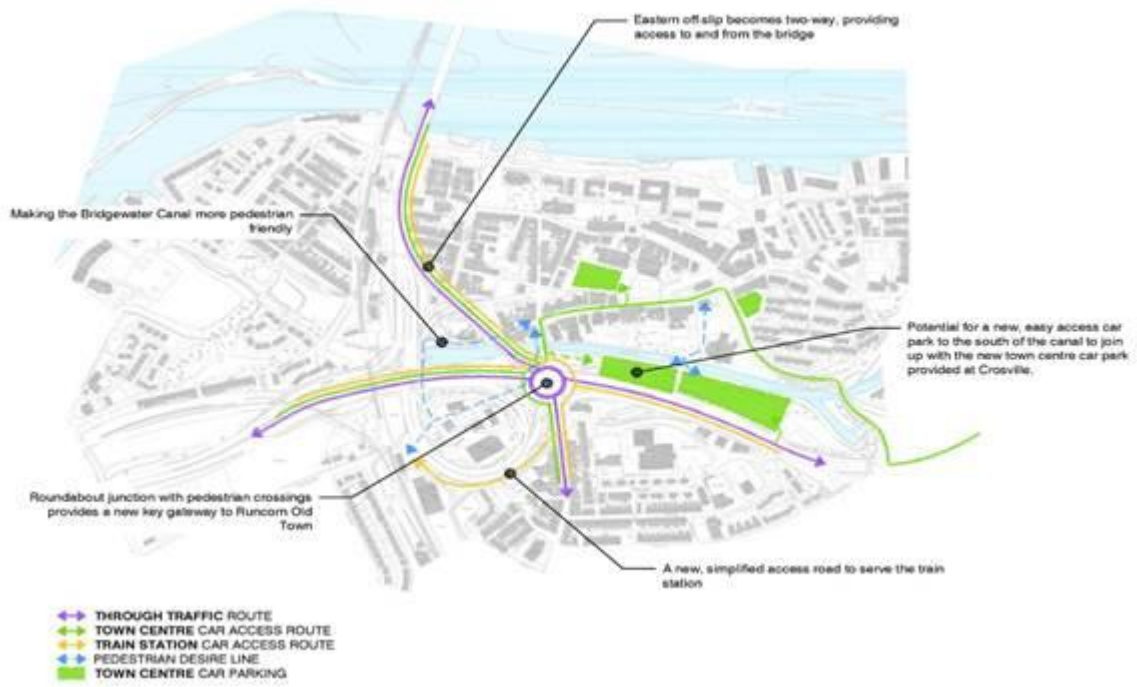 Eastern off-slip becomes two-way, providing
access to and from the bridge
Making the Bridgewater Canal more pedestrian
friendly
Potential for a new, easy access car
park to the south of the canal to join
up with the new town centre car park
provided at Crosville.
Roundabout junction with pedestrian crossings
provides a new key gateway to Runcorn Old
Town
A new, simplified access road to serve the train
station
THROUGH TRAFFIC ROUTE
TOWN CENTRE CAR ACCESS ROUTE
TRAIN STATION CAR ACCESS ROUTE
PEDESTRIAN DESIRE LINE
TOWN CENTRE CAR PARKING